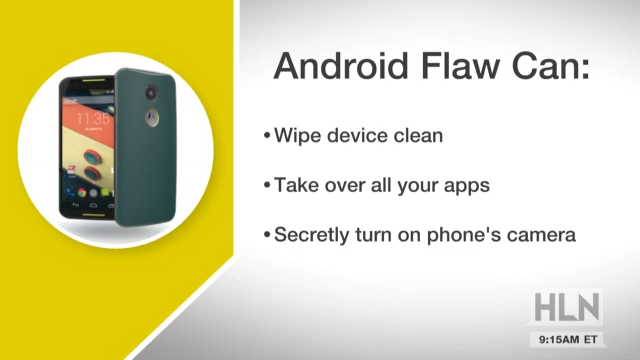 Android Flaw Can:
•Wipe device clean
•Take over all your apps
•Secretly turn on phone's camera
11:35
HLN
9:15AM ET